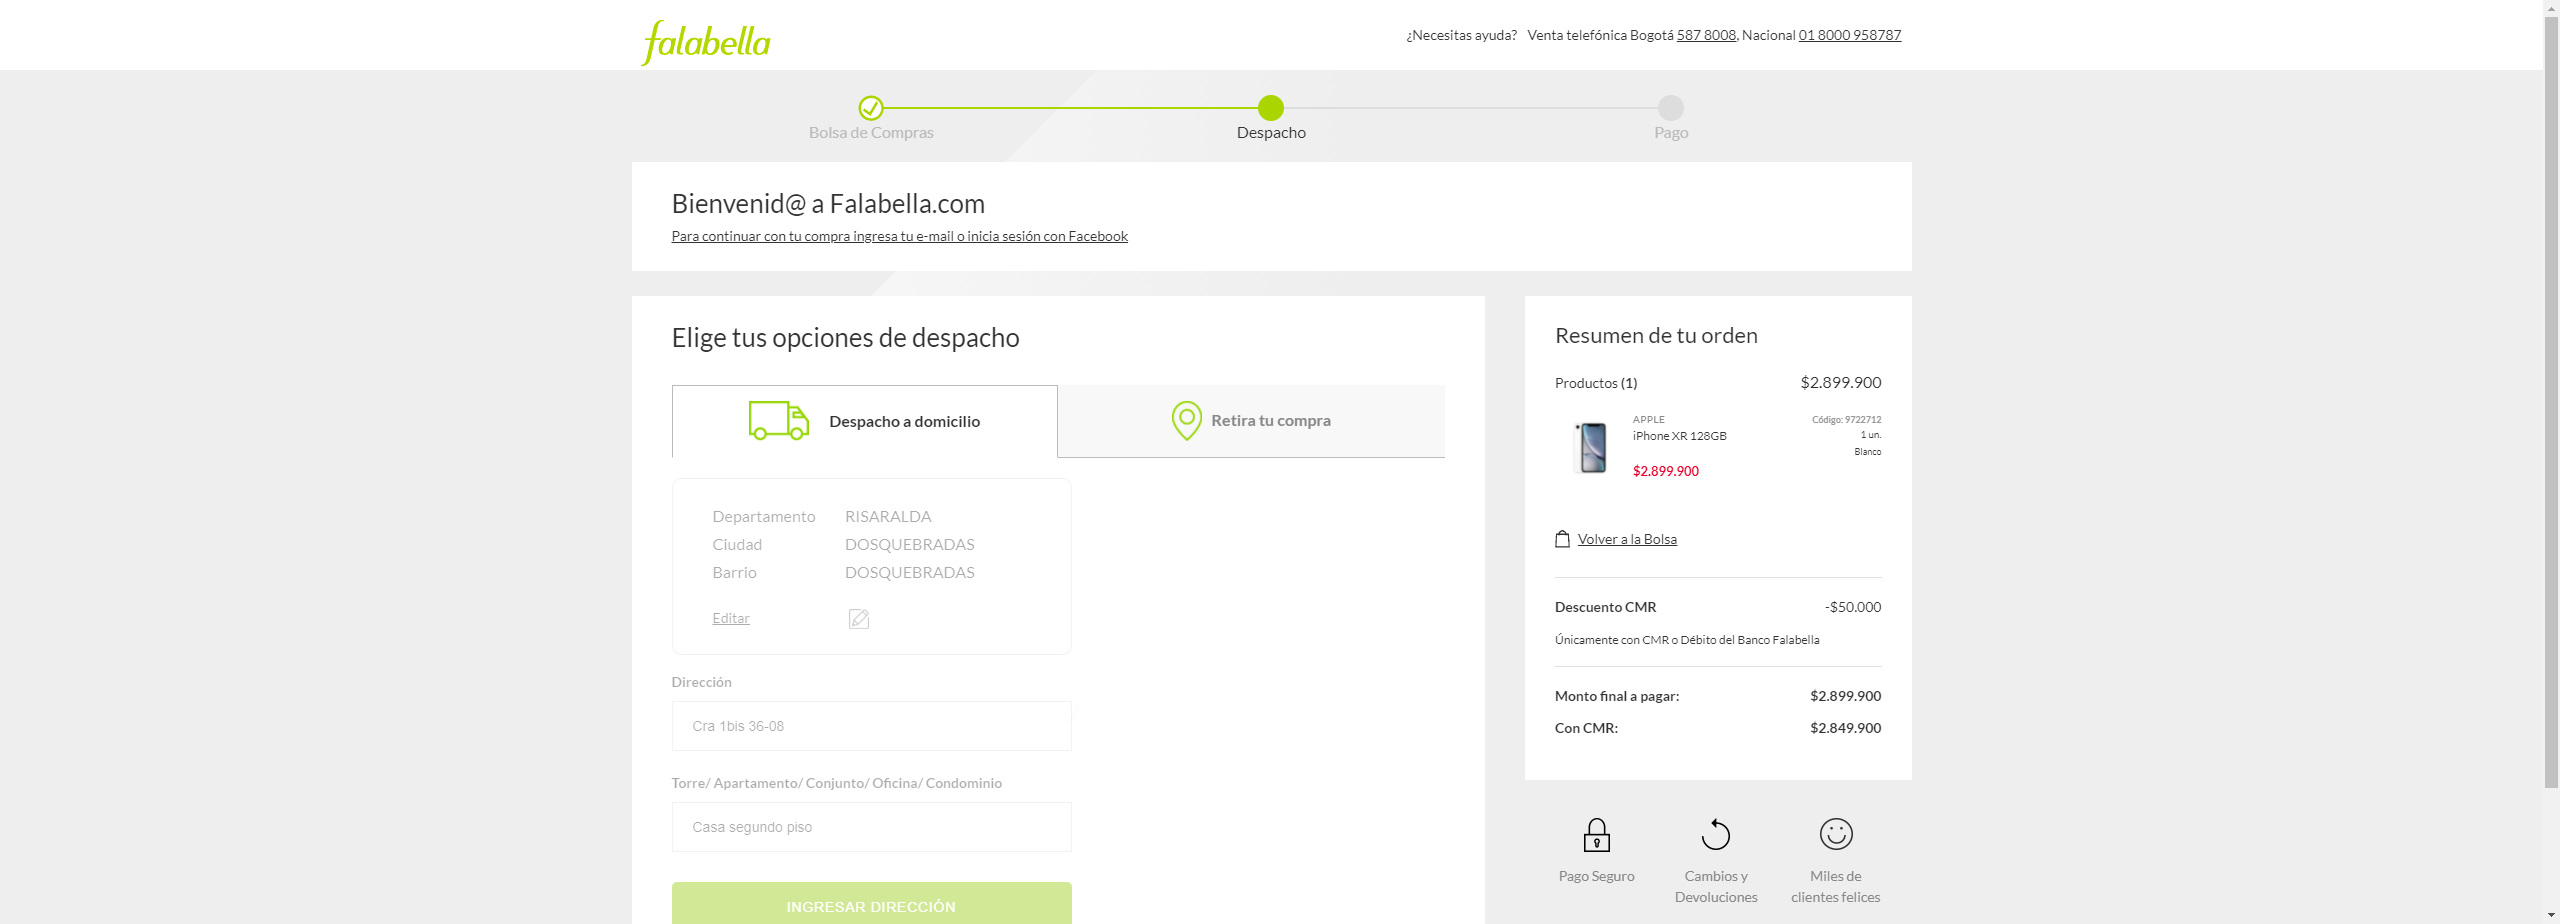 falabella
¿Necesitas ayuda? Venta telefónica Bogotá 587 8008, Nacional 01 8000 958787
Bolsa de Compras
Despacho
Pago
Bienvenid@ a Falabella.com
Para continuar con tu compra ingresa tu e-mail o inicia sesión con Facebook
Elige tus opciones de despacho
Despacho a domicilio
Retira tu compra
Departamento RISARALDA
Ciudad DOSQUEBRADAS
Barrio DOSQUEBRADAS
Editar
Dirección
Cra 1bis 36-08
Torre/ Apartamento/ Conjunto/ Oficina/ Condominio
Casa segundo piso
INGRESAR DIRECCIÓN
Resumen de tu orden
Productos (1) $2.899.900
APPLE Código: 9722712
iPhone XR 128GB 1 un.
Blanco
$2.899.900
Volver a la Bolsa
Descuento CMR -$50.000
Únicamente con CMR o Débito del Banco Falabella
Monto final a pagar: $2.899.900
Con CMR: $2.849.900
Pago Seguro
Cambios y
Devoluciones
Miles de
clientes felices